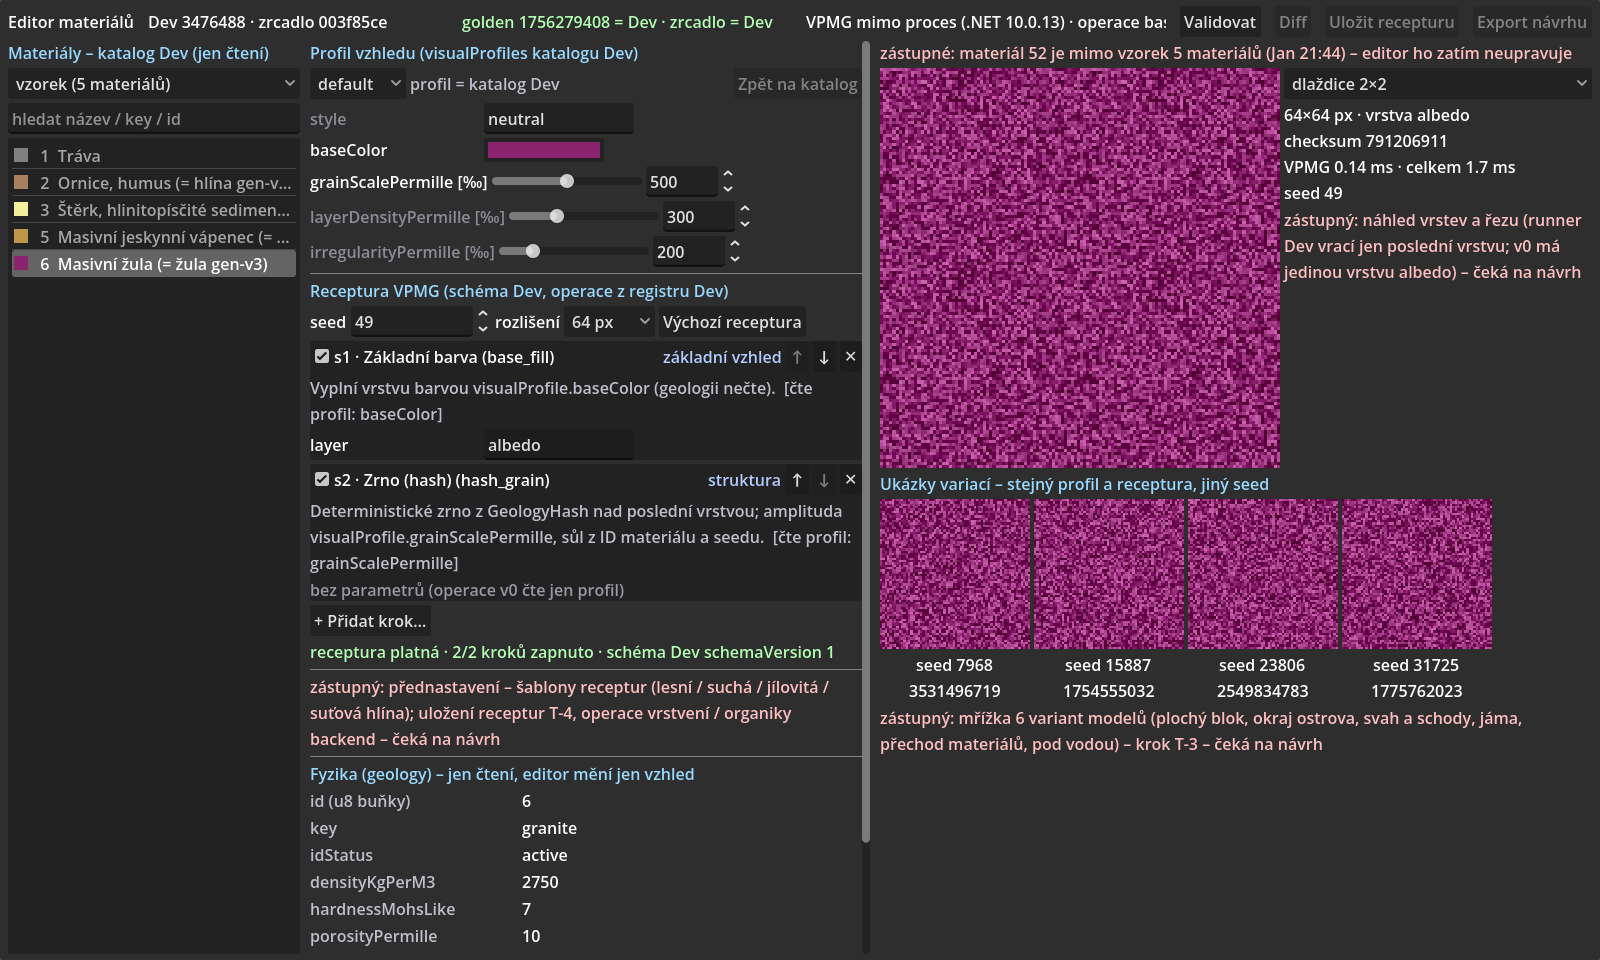 Editor materiálů Dev 3476488 · zrcadlo 003f85ce golden 1756279408 = Dev · zrcadlo = Dev VPMG mimo proces (.NET 10.0.13) · operace Validovat Diff Uložit recepturu Export návrhu
Materiály – katalog Dev (jen čtení)
vzorek (5 materiálů)
hledat název / key / id
1 Tráva
2 Ornice, humus (= hlína gen-v...
3 Štěrk, hlinitopísčité sedimen...
5 Masivní jeskynní vápenec (= ...
6 Masivní žula (= žula gen-v3)
Profil vzhledu (visualProfiles katalogu Dev)
default profil = katalog Dev Zpět na katalog
style neutral
baseColor
grainScalePermille [‰] 500
layerDensityPermille [‰] 300
irregularityPermille [‰] 200
Receptura VPMG (schéma Dev, operace z registru Dev)
seed 49 rozlišení 64 px Výchozí receptura
s1 · Základní barva (base_fill) základní vzhled ↑ ↓ ×
Vyplní vrstvu barvou visualProfile.baseColor (geologii nečte). [čte
profil: baseColor]
layer albedo
s2 · Zrno (hash) (hash_grain) struktura ↑ ↓ ×
Deterministické zrno z GeologyHash nad poslední vrstvou; amplituda
visualProfile.grainScalePermille, sůl z ID materiálu a seedu. [čte profil:
grainScalePermille]
bez parametrů (operace v0 čte jen profil)
+ Přidat krok...
receptura platná · 2/2 kroků zapnuto · schéma Dev schemaVersion 1
zástupný: přednastavení – šablony receptur (lesní / suchá / jílovitá /
suťová hlína); uložení receptur T-4, operace vrstvení / organiky
backend – čeká na návrh
Fyzika (geology) – jen čtení, editor mění jen vzhled
id (u8 buňky) 6
key granite
idStatus active
densityKgPerM3 2750
hardnessMohsLike 7
porosityPermille 10
zástupné: materiál 52 je mimo vzorek 5 materiálů (Jan 21:44) – editor ho zatím neupravuje
dlaždice 2×2
64×64 px · vrstva albedo
checksum 791206911
VPMG 0.14 ms · celkem 1.7 ms
seed 49
zástupný: náhled vrstev a řezu (runner
Dev vrací jen poslední vrstvu; v0 má
jedinou vrstvu albedo) – čeká na návrh
Ukázky variací – stejný profil a receptura, jiný seed
seed 7968 seed 15887 seed 23806 seed 31725
3531496719 1754555032 2549834783 1775762023
zástupný: mřížka 6 variant modelů (plochý blok, okraj ostrova, svah a schody, jáma,
přechod materiálů, pod vodou) – krok T-3 – čeká na návrh